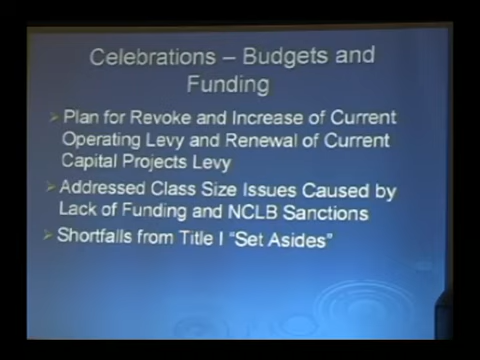 Celebrations – Budgets and
Funding
Plan for Revoke and Increase of Current
Operating Levy and Renewal of Current
Capital Projects Levy
Addressed Class Size Issues Caused by
Lack of Funding and NCLB Sanctions
Shortfalls from Title I “Set Asides”